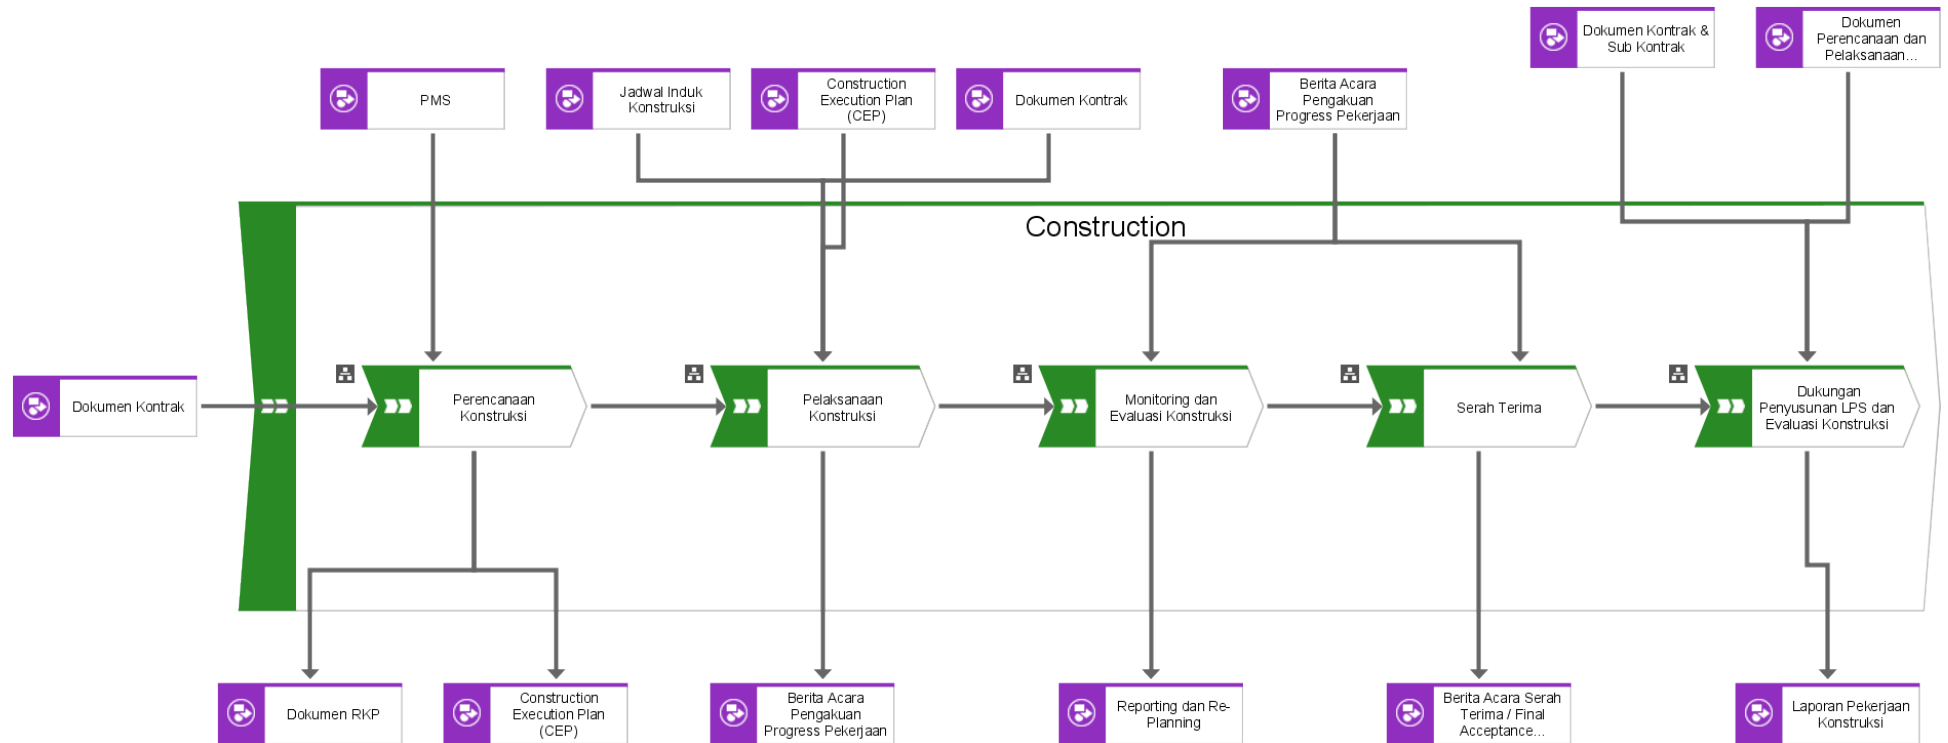 Dokumen Kontrak &
Sub Kontrak
Dokumen
Perencanaan dan
Pelaksanaan...
PMS
Jadwal Induk
Konstruksi
Construction
Execution Plan
(CEP)
Dokumen Kontrak
Berita Acara
Pengakuan
Progress Pekerjaan
Construction
Dokumen Kontrak
Perencanaan
Konstruksi
Pelaksanaan
Konstruksi
Monitoring dan
Evaluasi Konstruksi
Serah Terima
Dukungan
Penyusunan LPS dan
Evaluasi Konstruksi
Dokumen RKP
Construction
Execution Plan
(CEP)
Berita Acara
Pengakuan
Progress Pekerjaan
Reporting dan Re-
Planning
Berita Acara Serah
Terima / Final
Acceptance...
Laporan Pekerjaan
Konstruksi